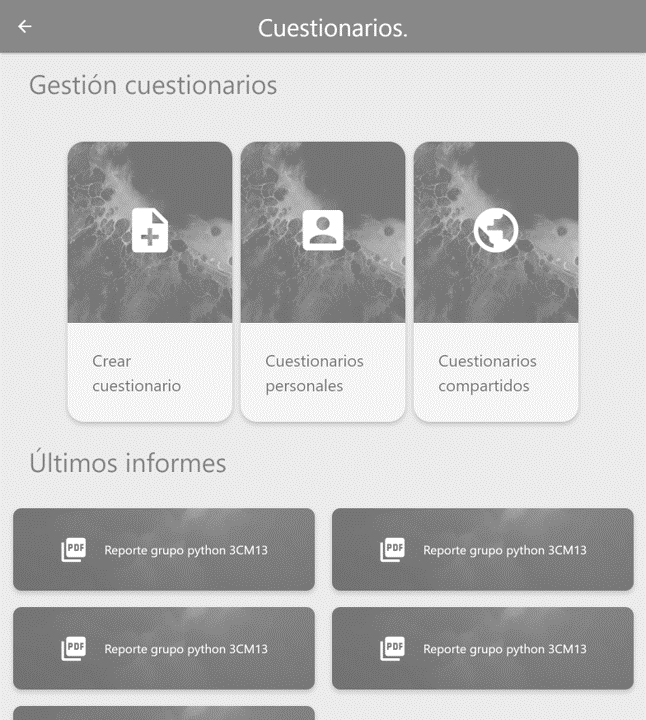 Cuestionarios.
Gestión cuestionarios
Crear
cuestionario
Cuestionarios
personales
Cuestionarios
compartidos
Últimos informes
PDF Reporte grupo python 3CM13
PDF Reporte grupo python 3CM13
PDF Reporte grupo python 3CM13
PDF Reporte grupo python 3CM13